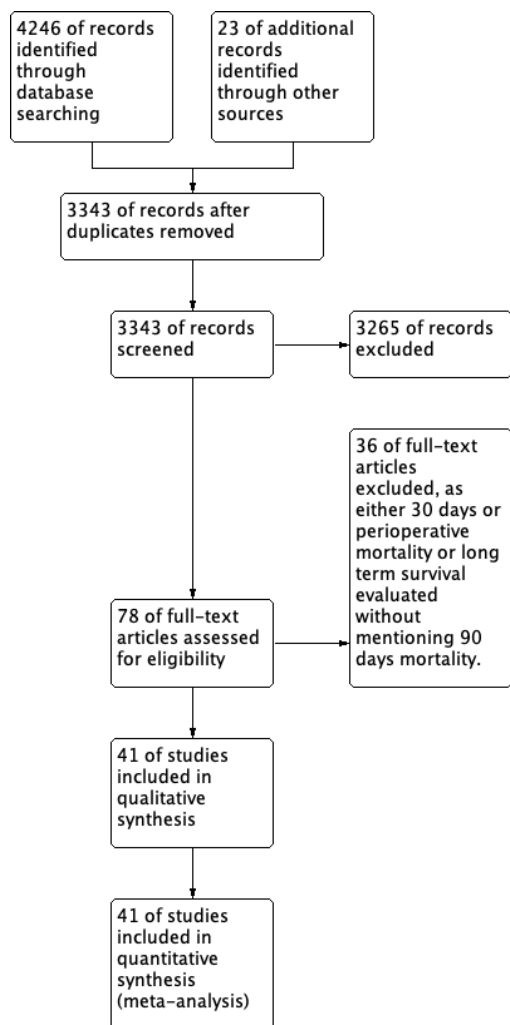 4246 of records
identified
through
database
searching
23 of additional
records
identified
through other
sources
3343 of records after
duplicates removed
3343 of records
screened
3265 of records
excluded
36 of full-text
articles
excluded, as
either 30 days or
perioperative
mortality or long
term survival
evaluated
without
mentioning 90
days mortality.
78 of full-text
articles assessed
for eligibility
41 of studies
included in
qualitative
synthesis
41 of studies
included in
quantitative
synthesis
(meta-analysis)